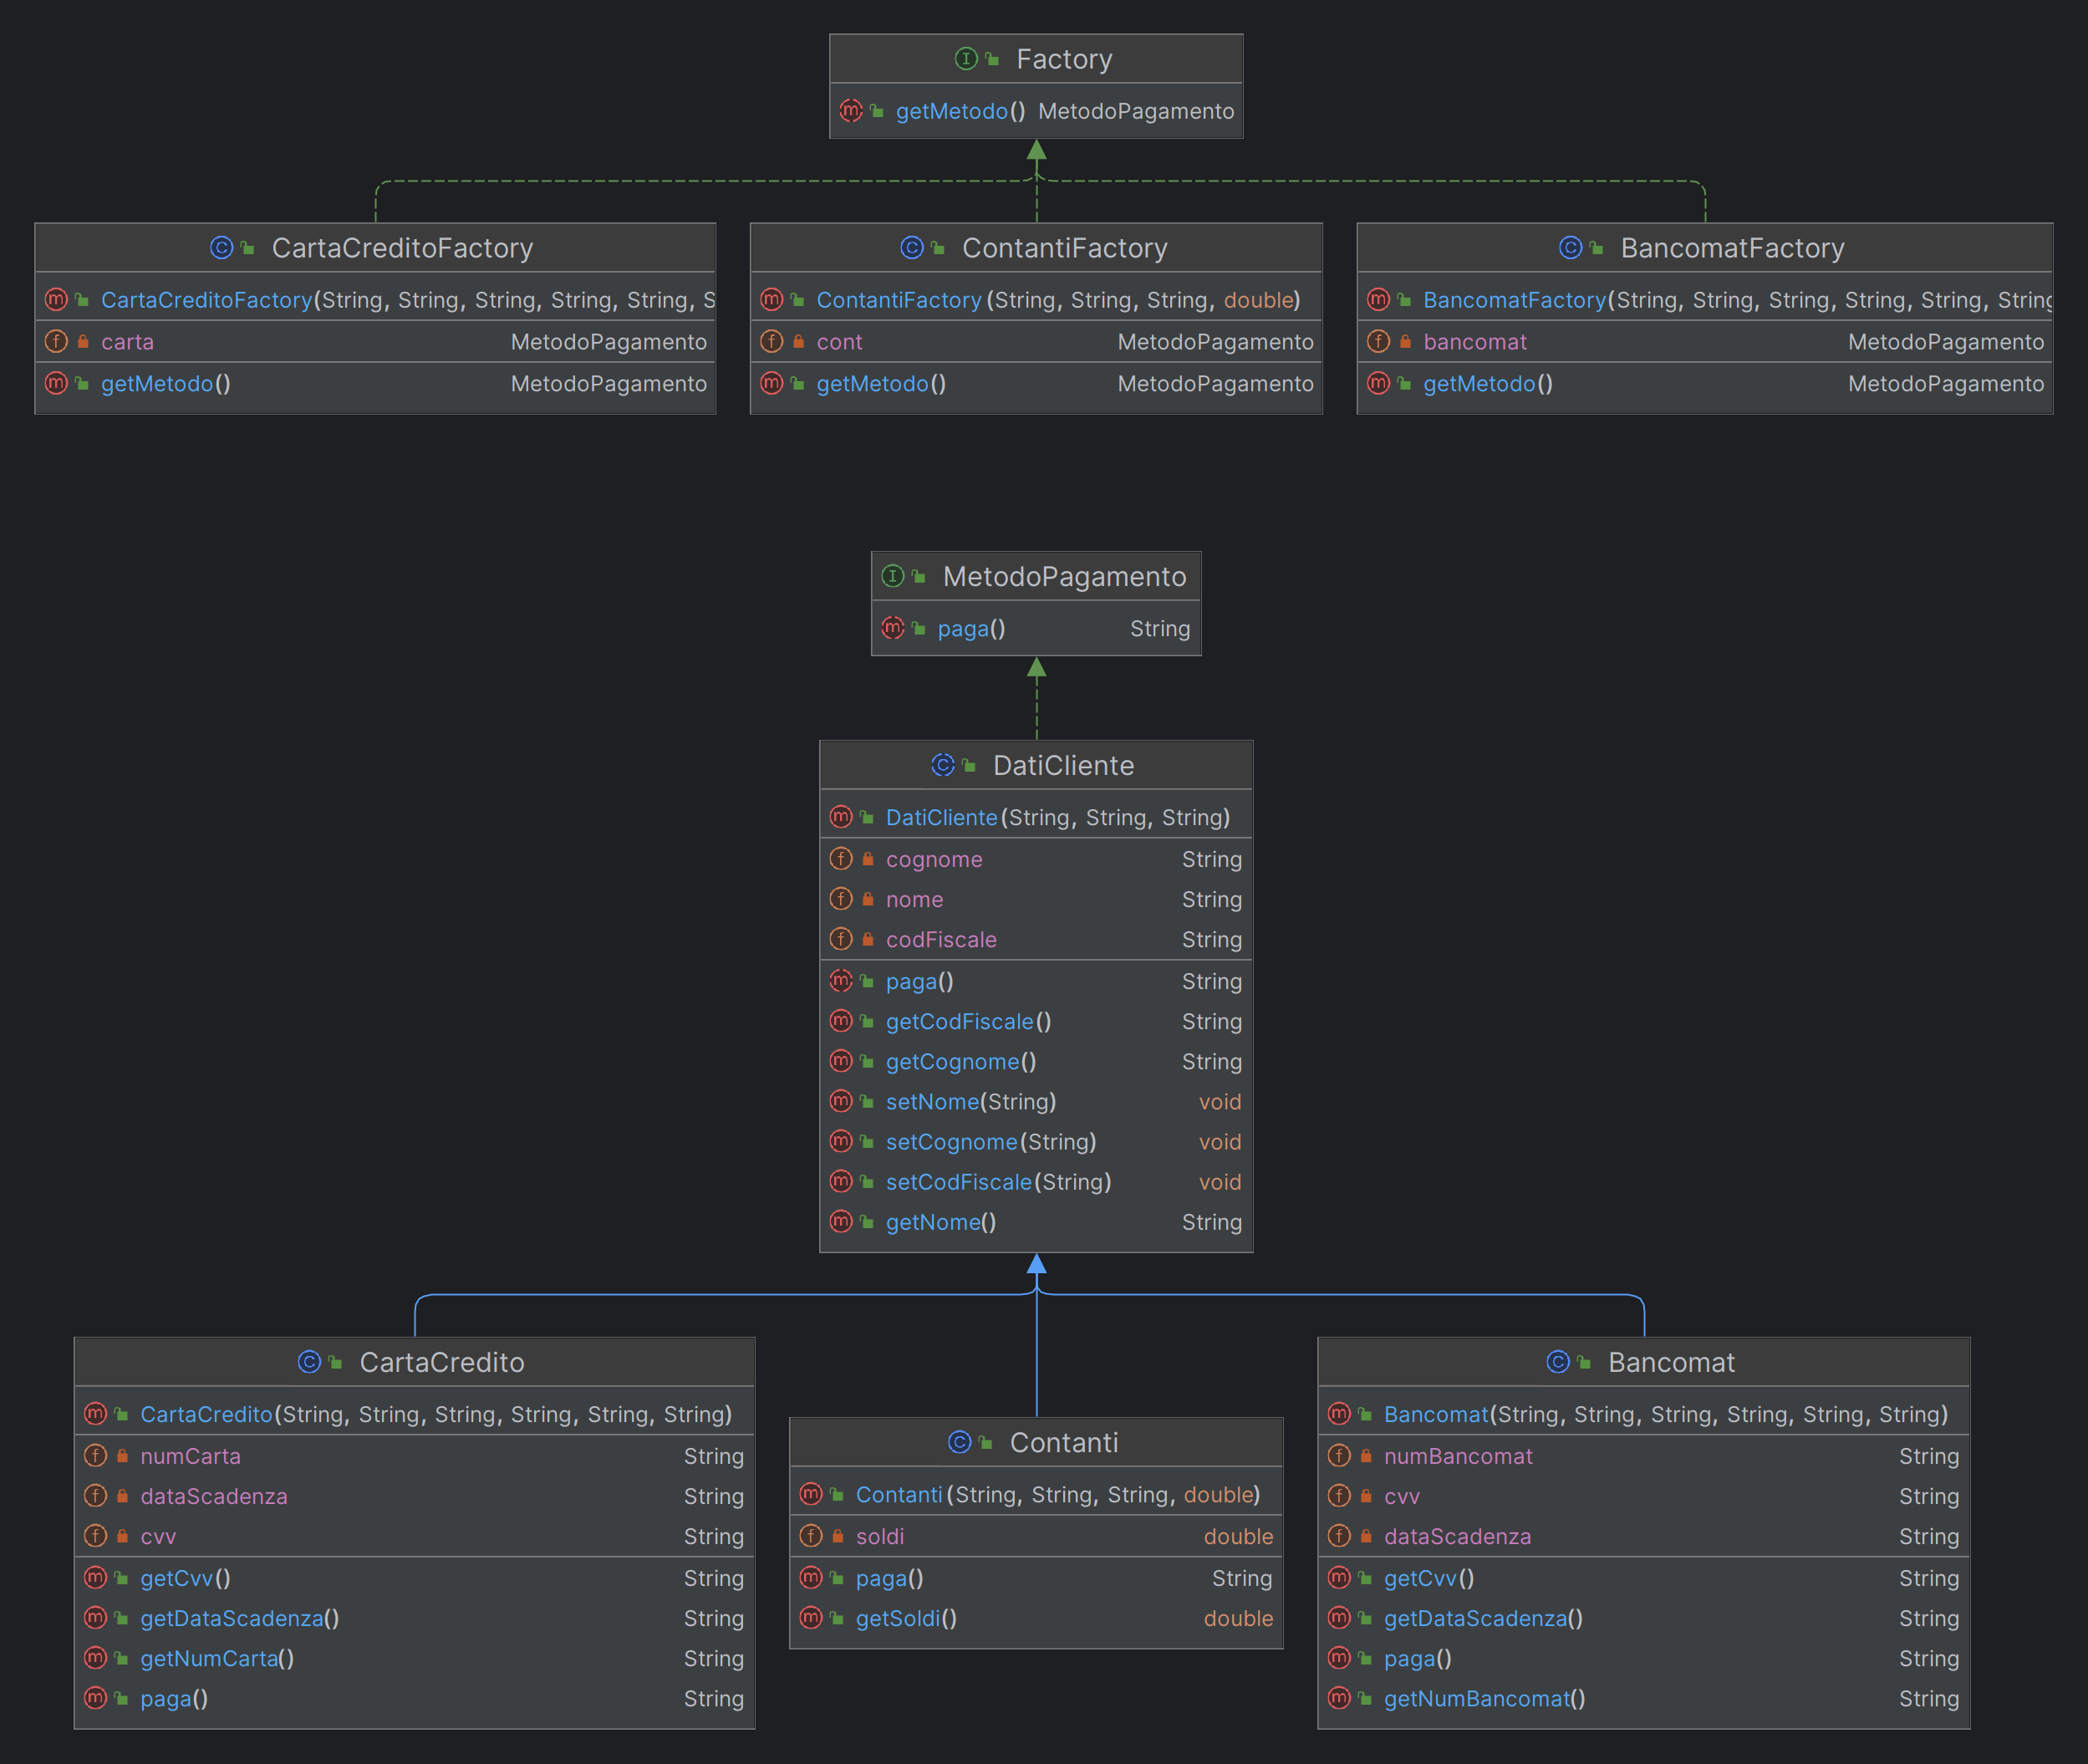 Factory
getMetodo() MetodoPagamento
CartaCreditoFactory
CartaCreditoFactory(String, String, String, String, String, S
carta MetodoPagamento
getMetodo() MetodoPagamento
ContantiFactory
ContantiFactory(String, String, String, double)
cont MetodoPagamento
getMetodo() MetodoPagamento
BancomatFactory
BancomatFactory(String, String, String, String, String, String
bancomat MetodoPagamento
getMetodo() MetodoPagamento
MetodoPagamento
paga() String
DatiCliente
DatiCliente(String, String, String)
cognome String
nome String
codFiscale String
paga() String
getCodFiscale() String
getCognome() String
setNome(String) void
setCognome(String) void
setCodFiscale(String) void
getNome() String
CartaCredito
CartaCredito(String, String, String, String, String, String)
numCarta String
dataScadenza String
cvv String
getCvv() String
getDataScadenza() String
getNumCarta() String
paga() String
Contanti
Contanti(String, String, String, double)
soldi double
paga() String
getSoldi() double
Bancomat
Bancomat(String, String, String, String, String, String)
numBancomat String
cvv String
dataScadenza String
getCvv() String
getDataScadenza() String
paga() String
getNumBancomat() String